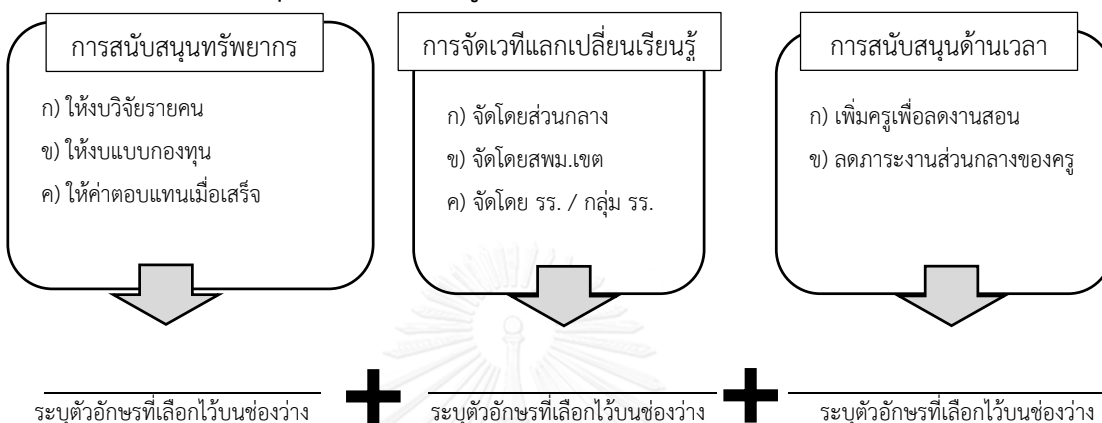 การสนับสนุนทรัพยากร
ก) ให้งบวิจัยรายคน
ข) ให้งบแบบกองทุน
ค) ให้ค่าตอบแทนเมื่อเสร็จ
การจัดเวทีแลกเปลี่ยนเรียนรู้
ก) จัดโดยส่วนกลาง
ข) จัดโดยสพม.เขต
ค) จัดโดย รร. / กลุ่ม รร.
การสนับสนุนด้านเวลา
ก) เพิ่มครูเพื่อลดงานสอน
ข) ลดภาระงานส่วนกลางของครู
ระบุตัวอักษรที่เลือกไว้บนช่องว่าง
ระบุตัวอักษรที่เลือกไว้บนช่องว่าง
ระบุตัวอักษรที่เลือกไว้บนช่องว่าง